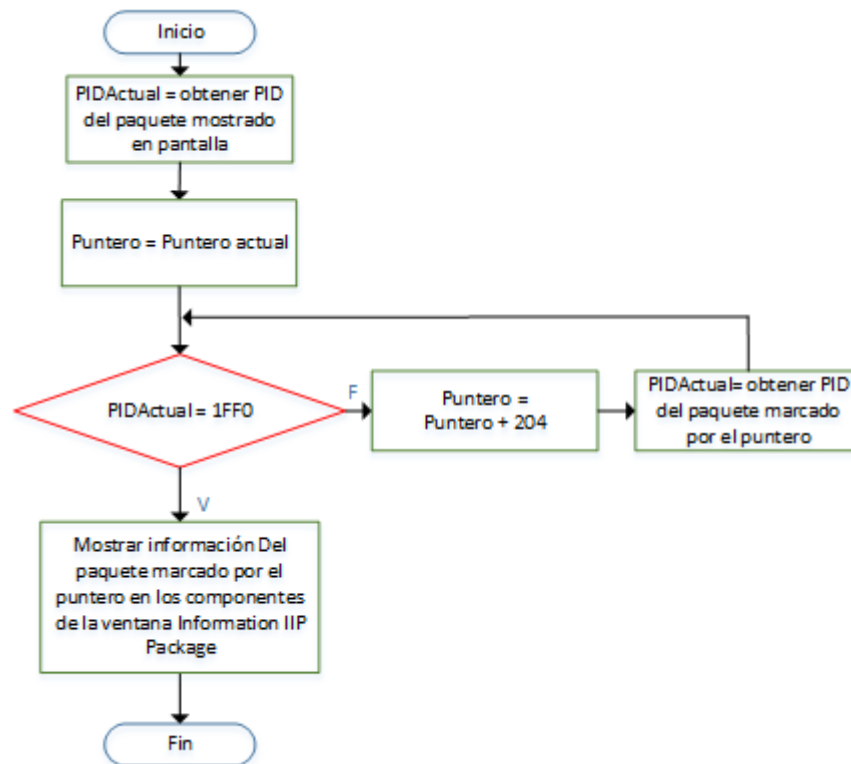 Inicio
PIDActual = obtener PID
del paquete mostrado
en pantalla
Puntero = Puntero actual
PIDActual = 1FF0
F
Puntero =
Puntero + 204
PIDActual= obtener PID
del paquete marcado
por el puntero
V
Mostrar información Del
paquete marcado por el
puntero en los componentes
de la ventana Information IIP
Package
Fin